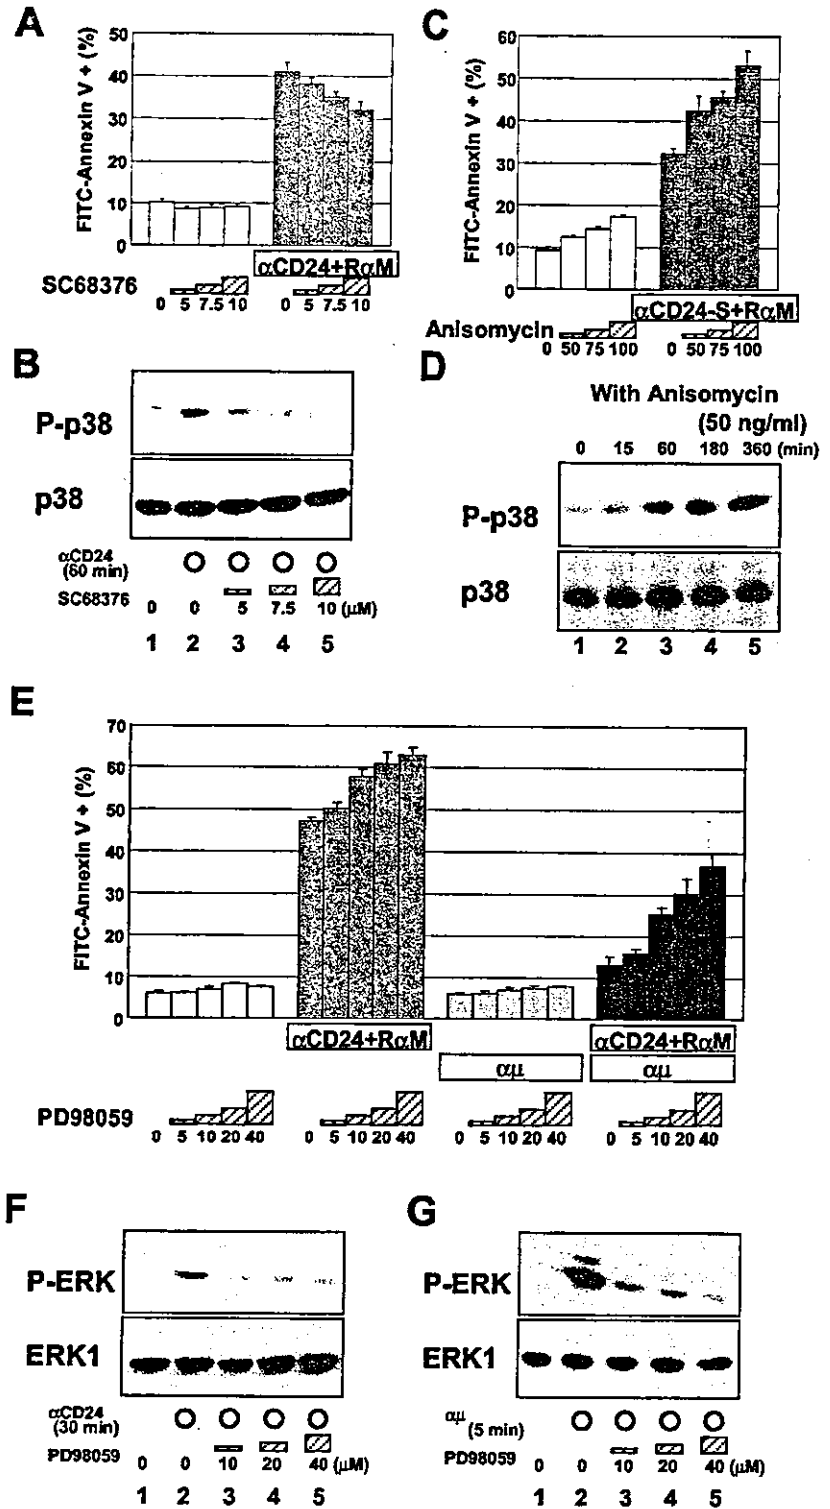 A
FITC-Annexin V + (%)
50
40
30
20
10
0
αCD24+RαM
SC68376
0 5 7.5 10 0 5 7.5 10
C
FITC-Annexin V + (%)
60
50
40
30
20
10
0
αCD24-S+RαM
Anisomycin
0 50 75 100 0 50 75 100
B
P-p38
p38
αCD24
(60 min)
SC68376 0 0 5 7.5 10 (μM)
1 2 3 4 5
D
With Anisomycin
(50 ng/ml)
0 15 60 180 360 (min)
P-p38
p38
1 2 3 4 5
E
FITC-Annexin V + (%)
70
60
50
40
30
20
10
0
αCD24+RαM αCD24+RαM
αμ αμ
PD98059
0 5 10 20 40 0 5 10 20 40 0 5 10 20 40 0 5 10 20 40
F
P-ERK
ERK1
αCD24
(30 min)
PD98059 0 0 10 20 40 (μM)
1 2 3 4 5
G
P-ERK
ERK1
αμ
(5 min)
PD98059 0 0 10 20 40 (μM)
1 2 3 4 5